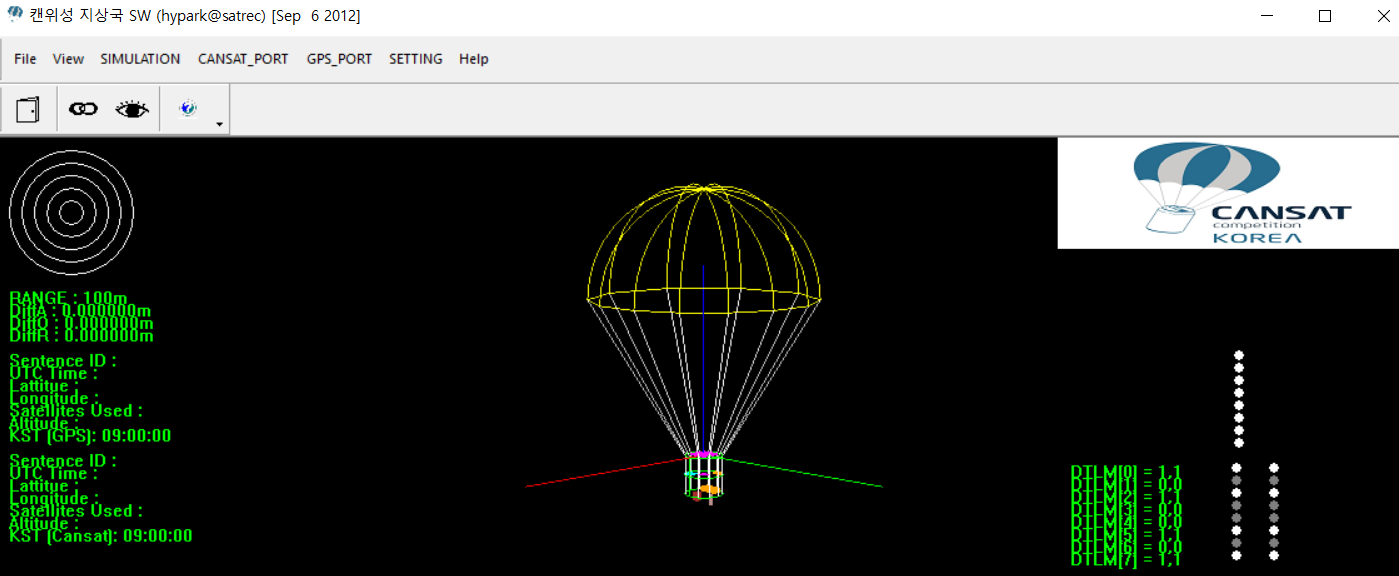 캔위성 지상국 SW (hypark@satrec) [Sep 6 2012]
File View SIMULATION CANSAT_PORT GPS_PORT SETTING Help
CANSAT
competition
KOREA
RANGE : 100m
DiffA : 0.000000m
DiffO : 0.000000m
DiffR : 0.000000m
Sentence ID :
UTC Time :
Lattitue :
Longitude :
Satellites Used :
Altitude :
KST (GPS): 09:00:00
Sentence ID :
UTC Time :
Lattitue :
Longitude :
Satellites Used :
Altitude :
KST (Cansat): 09:00:00
DTLM[0] = 1,1
DTLM[1] = 0,0
DTLM[2] = 1,1
DTLM[3] = 0,0
DTLM[4] = 0,0
DTLM[5] = 1,1
DTLM[6] = 0,0
DTLM[7] = 1,1